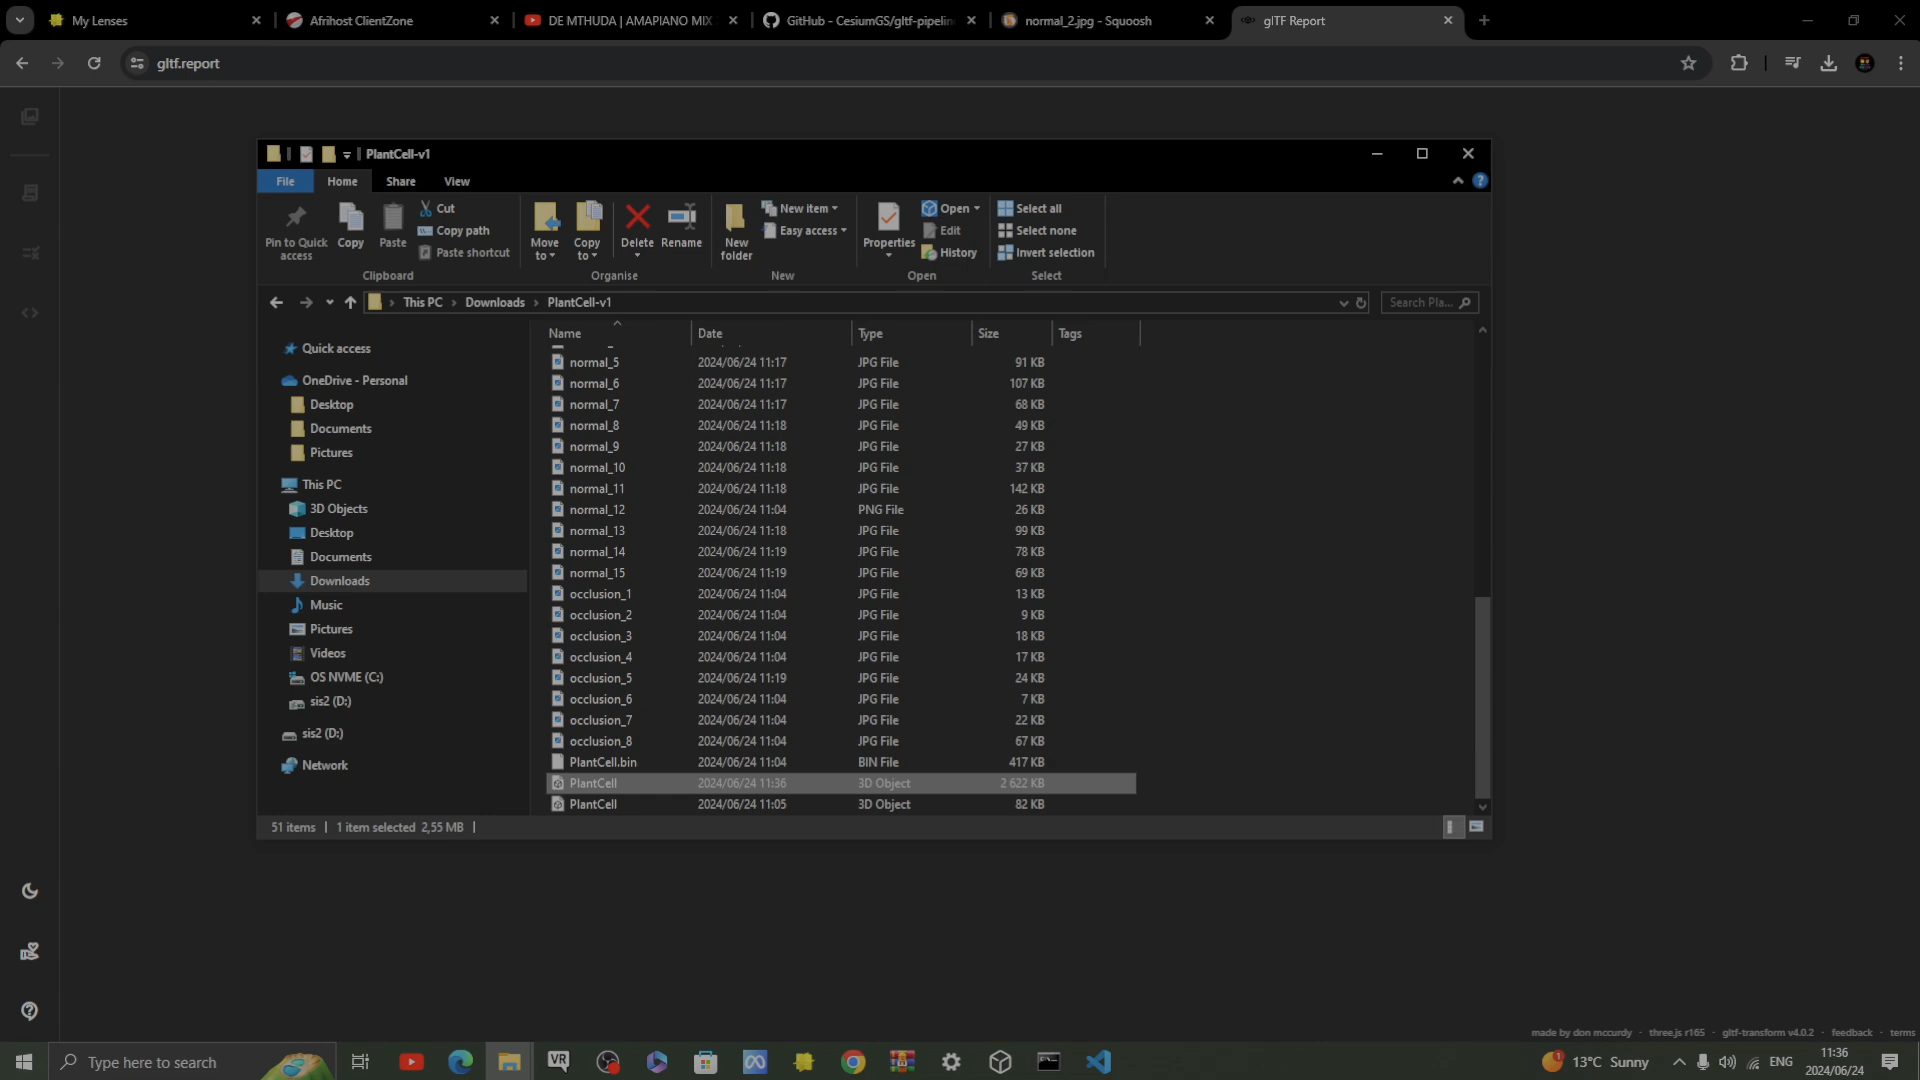 My Lenses
Afrihost ClientZone
DE MTHUDA | AMAPIANO MIX
GitHub - CesiumGS/gltf-pipelin
normal_2.jpg - Squoosh
glTF Report
gltf.report
PlantCell-v1
File
Home
Share
View
Pin to Quick access
Copy
Paste
Cut
Copy path
Paste shortcut
Clipboard
Move to
Copy to
Delete
Rename
Organise
New folder
New item
Easy access
New
Properties
Open
Edit
History
Open
Select all
Select none
Invert selection
Select
This PC > Downloads > PlantCell-v1
Search Pla...
Quick access
OneDrive - Personal
Desktop
Documents
Pictures
This PC
3D Objects
Desktop
Documents
Downloads
Music
Pictures
Videos
OS NVME (C:)
sis2 (D:)
sis2 (D:)
Network
Name Date Type Size Tags
normal_5 2024/06/24 11:17 JPG File 91 KB
normal_6 2024/06/24 11:17 JPG File 107 KB
normal_7 2024/06/24 11:17 JPG File 68 KB
normal_8 2024/06/24 11:18 JPG File 49 KB
normal_9 2024/06/24 11:18 JPG File 27 KB
normal_10 2024/06/24 11:18 JPG File 37 KB
normal_11 2024/06/24 11:18 JPG File 142 KB
normal_12 2024/06/24 11:04 PNG File 26 KB
normal_13 2024/06/24 11:18 JPG File 99 KB
normal_14 2024/06/24 11:19 JPG File 78 KB
normal_15 2024/06/24 11:19 JPG File 69 KB
occlusion_1 2024/06/24 11:04 JPG File 13 KB
occlusion_2 2024/06/24 11:04 JPG File 9 KB
occlusion_3 2024/06/24 11:04 JPG File 18 KB
occlusion_4 2024/06/24 11:04 JPG File 17 KB
occlusion_5 2024/06/24 11:19 JPG File 24 KB
occlusion_6 2024/06/24 11:04 JPG File 7 KB
occlusion_7 2024/06/24 11:04 JPG File 22 KB
occlusion_8 2024/06/24 11:04 JPG File 67 KB
PlantCell.bin 2024/06/24 11:04 BIN File 417 KB
PlantCell 2024/06/24 11:36 3D Object 2 622 KB
PlantCell 2024/06/24 11:05 3D Object 82 KB
51 items | 1 item selected 2,55 MB |
made by don mccurdy · three.js r165 · gltf-transform v4.0.2 · feedback · terms
Type here to search
VR
1
13°C Sunny
ENG
11:36
2024/06/24